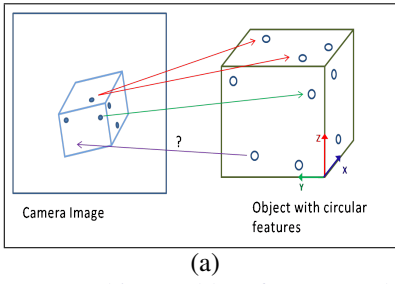 ?
Z
X
Y
Camera Image
Object with circular
features
(a)